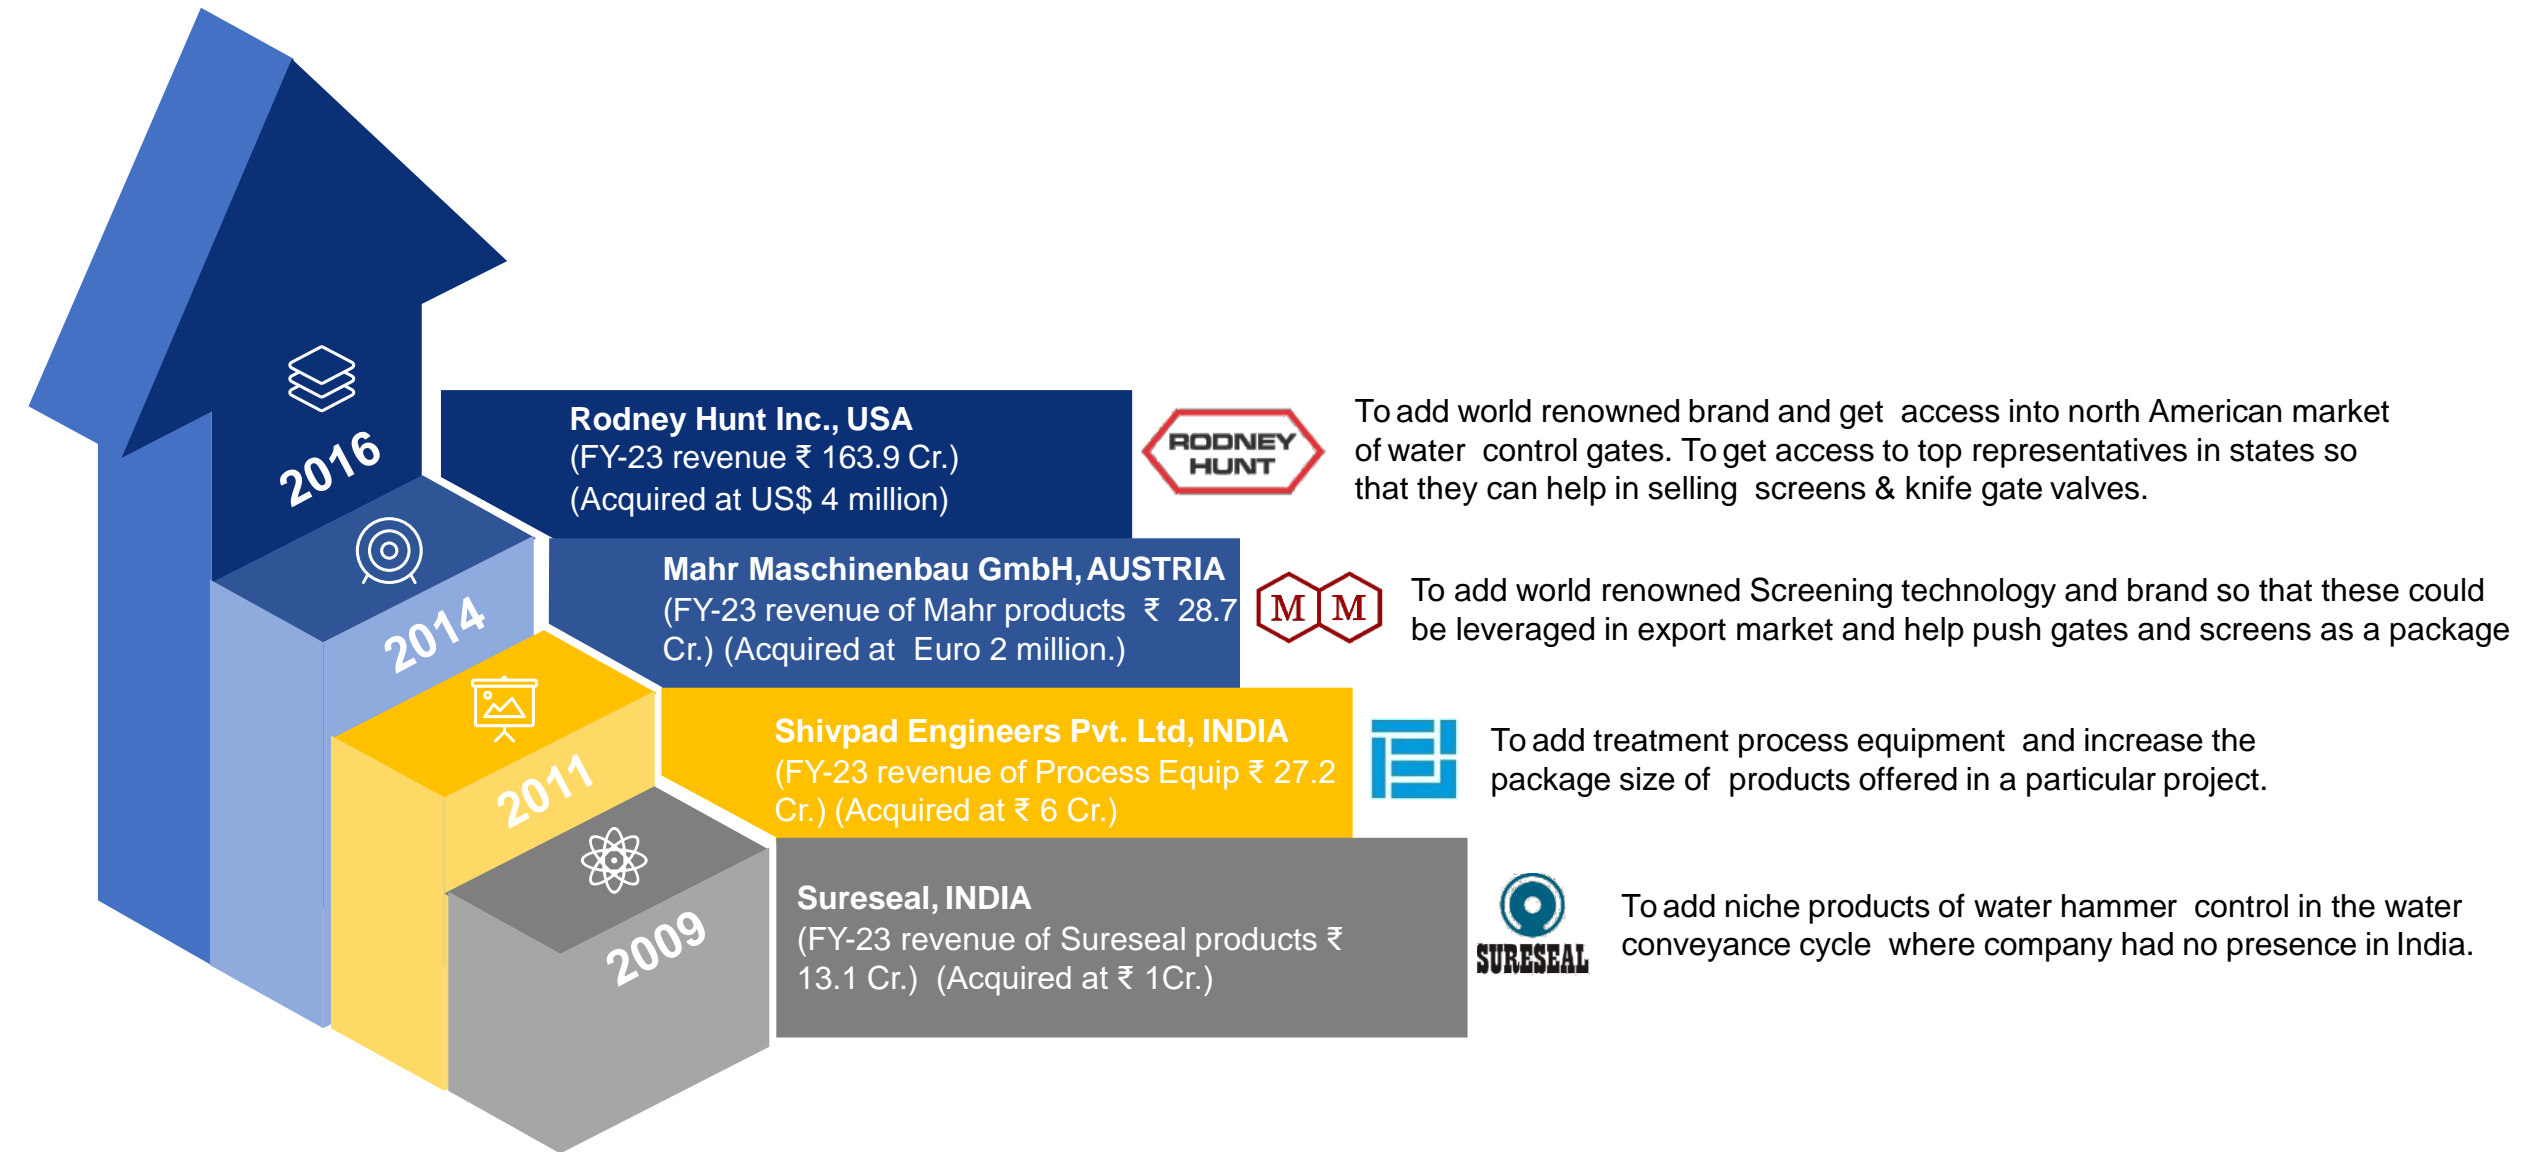 2016
Rodney Hunt Inc., USA
(FY-23 revenue ₹ 163.9 Cr.)
(Acquired at US$ 4 million)
RODNEY
HUNT
To add world renowned brand and get access into north American market
of water control gates. To get access to top representatives in states so
that they can help in selling screens & knife gate valves.
2014
Mahr Maschinenbau GmbH, AUSTRIA
(FY-23 revenue of Mahr products ₹ 28.7
Cr.) (Acquired at Euro 2 million.)
M M
To add world renowned Screening technology and brand so that these could
be leveraged in export market and help push gates and screens as a package
2011
Shivpad Engineers Pvt. Ltd, INDIA
(FY-23 revenue of Process Equip ₹ 27.2
Cr.) (Acquired at ₹ 6 Cr.)
To add treatment process equipment and increase the
package size of products offered in a particular project.
2009
Sureseal, INDIA
(FY-23 revenue of Sureseal products ₹
13.1 Cr.) (Acquired at ₹ 1Cr.)
SURESEAL
To add niche products of water hammer control in the water
conveyance cycle where company had no presence in India.